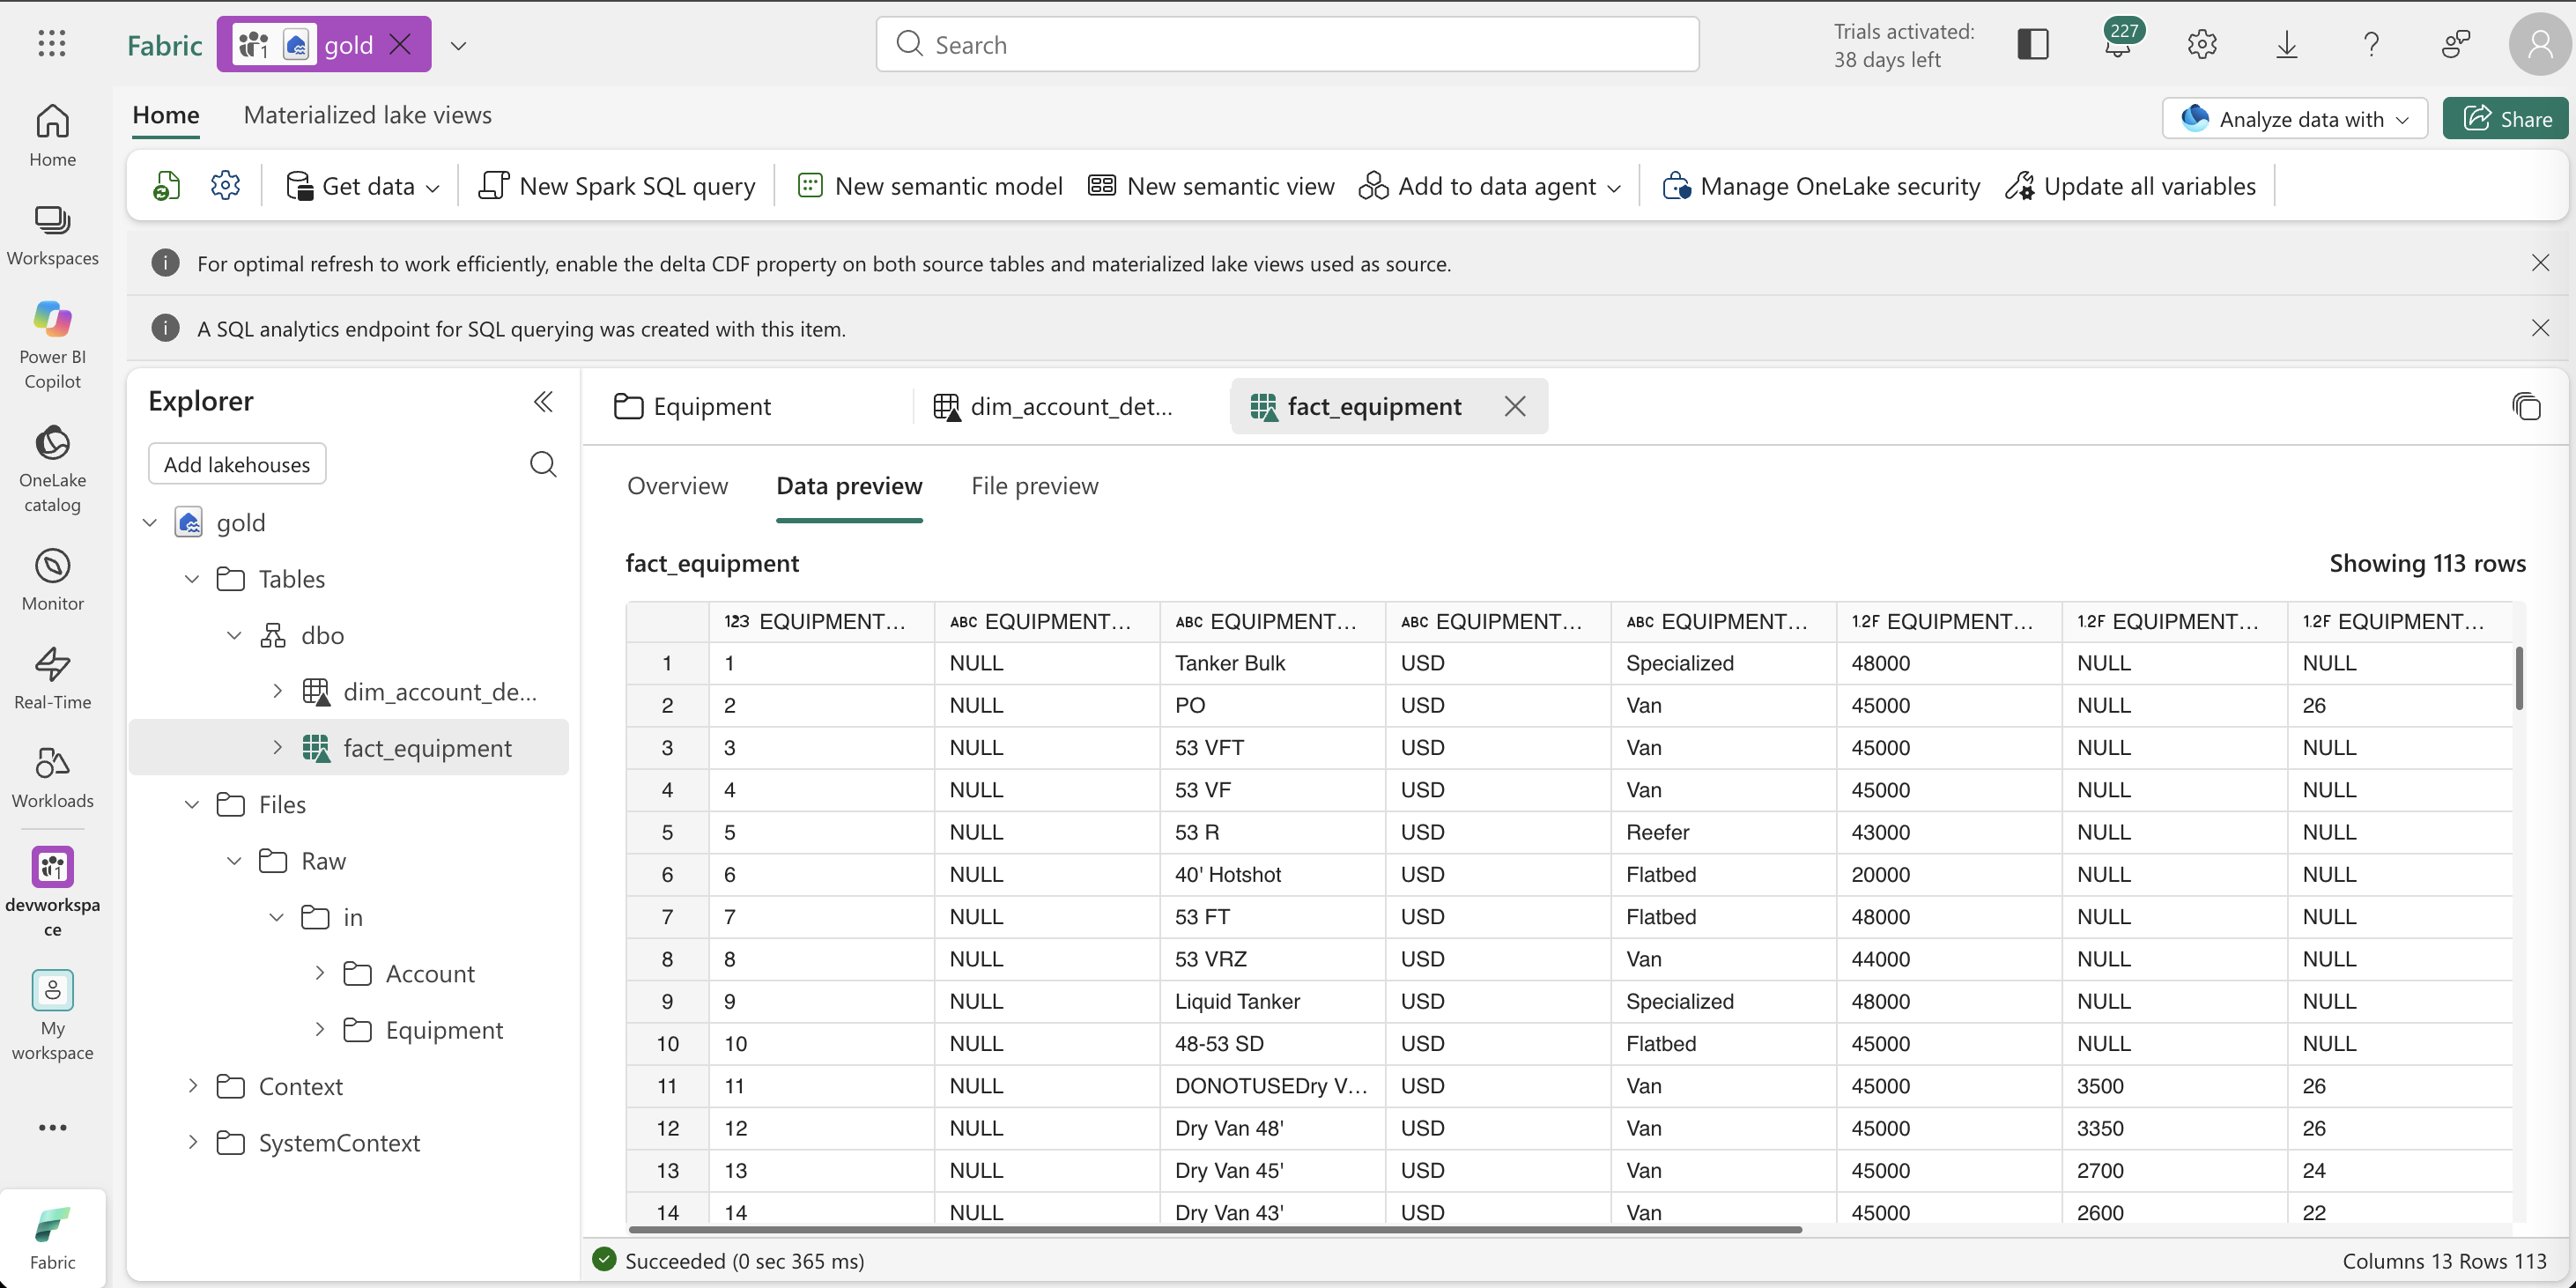 Fabric
1
gold
Search
Trials activated:
38 days left
227
Home
Materialized lake views
Analyze data with
Share
Get data
New Spark SQL query
New semantic model
New semantic view
Add to data agent
Manage OneLake security
Update all variables
For optimal refresh to work efficiently, enable the delta CDF property on both source tables and materialized lake views used as source.
A SQL analytics endpoint for SQL querying was created with this item.
Home
Workspaces
Power BI
Copilot
OneLake
catalog
Monitor
Real-Time
Workloads
1
devworkspa
ce
My
workspace
Fabric
Explorer
Add lakehouses
gold
Tables
dbo
dim_account_de...
fact_equipment
Files
Raw
in
Account
Equipment
Context
SystemContext
Equipment
dim_account_det...
fact_equipment
Overview
Data preview
File preview
fact_equipment
Showing 113 rows
123 EQUIPMENT... ABC EQUIPMENT... ABC EQUIPMENT... ABC EQUIPMENT... ABC EQUIPMENT... 1.2F EQUIPMENT... 1.2F EQUIPMENT... 1.2F EQUIPMENT...
1 1 NULL Tanker Bulk USD Specialized 48000 NULL NULL
2 2 NULL PO USD Van 45000 NULL 26
3 3 NULL 53 VFT USD Van 45000 NULL NULL
4 4 NULL 53 VF USD Van 45000 NULL NULL
5 5 NULL 53 R USD Reefer 43000 NULL NULL
6 6 NULL 40' Hotshot USD Flatbed 20000 NULL NULL
7 7 NULL 53 FT USD Flatbed 48000 NULL NULL
8 8 NULL 53 VRZ USD Van 44000 NULL NULL
9 9 NULL Liquid Tanker USD Specialized 48000 NULL NULL
10 10 NULL 48-53 SD USD Flatbed 45000 NULL NULL
11 11 NULL DONOTUSEDry V... USD Van 45000 3500 26
12 12 NULL Dry Van 48' USD Van 45000 3350 26
13 13 NULL Dry Van 45' USD Van 45000 2700 24
14 14 NULL Dry Van 43' USD Van 45000 2600 22
Succeeded (0 sec 365 ms)
Columns 13 Rows 113